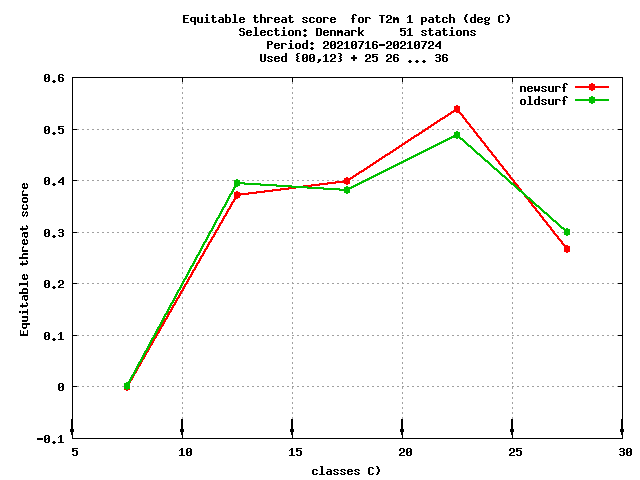 Equitable threat score  for T2m 1 patch (deg C)
Selection: Denmark     51 stations
Period: 20210716-20210724
Used {00,12} + 25 26 ... 36
newsurf
oldsurf
0.6
0.5
0.4
0.3
0.2
0.1
0
-0.1
Equitable threat score
5 10 15 20 25 30
classes C)